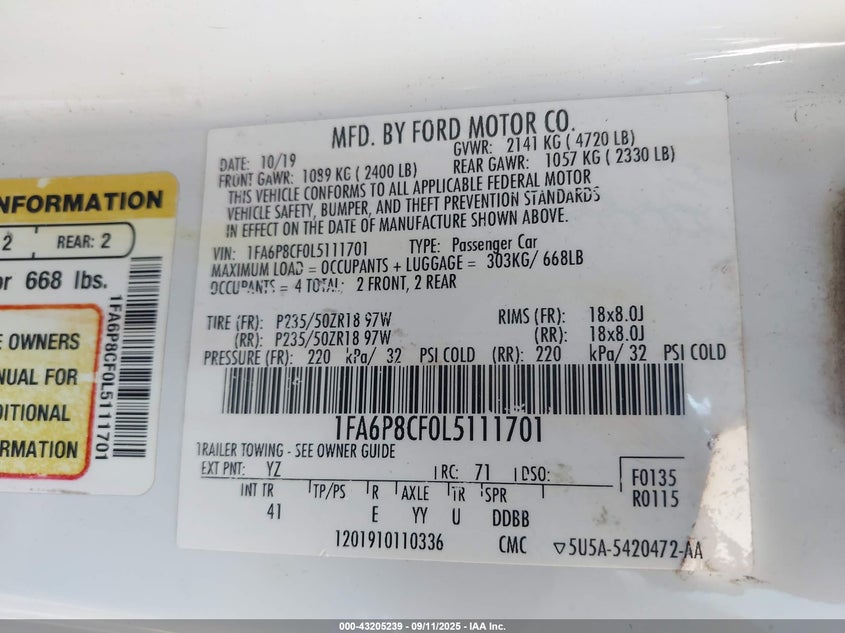 NFORMATION
2 REAR: 2
or 668 lbs.
E OWNERS
NUAL FOR
DITIONAL
FORMATION
1FA6P8CF0L5111701
MFD. BY FORD MOTOR CO.
DATE: 10/19 GVWR: 2141 KG ( 4720 LB)
FRONT GAWR: 1089 KG ( 2400 LB) REAR GAWR: 1057 KG ( 2330 LB)
THIS VEHICLE CONFORMS TO ALL APPLICABLE FEDERAL MOTOR
VEHICLE SAFETY, BUMPER, AND THEFT PREVENTION STANDARDS
IN EFFECT ON THE DATE OF MANUFACTURE SHOWN ABOVE.
VIN: 1FA6P8CF0L5111701 TYPE: Passenger Car
MAXIMUM LOAD = OCCUPANTS + LUGGAGE = 303KG/ 668LB
OCCUPANTS = 4 TOTAL: 2 FRONT, 2 REAR
TIRE (FR): P235/50ZR18 97W RIMS (FR): 18x8.0J
(RR): P235/50ZR18 97W (RR): 18x8.0J
PRESSURE (FR): 220 kPa/ 32 PSI COLD (RR): 220 kPa/ 32 PSI COLD
1FA6P8CF0L5111701
TRAILER TOWING - SEE OWNER GUIDE
EXT PNT: YZ RC: 71 DSO: F0135
R0115
INT TR TP/PS R AXLE TR SPR
41 E YY U DDBB
1201910110336 CMC ▽5U5A-5420472-AA
000-43205239 - 09/11/2025 - IAA Inc.